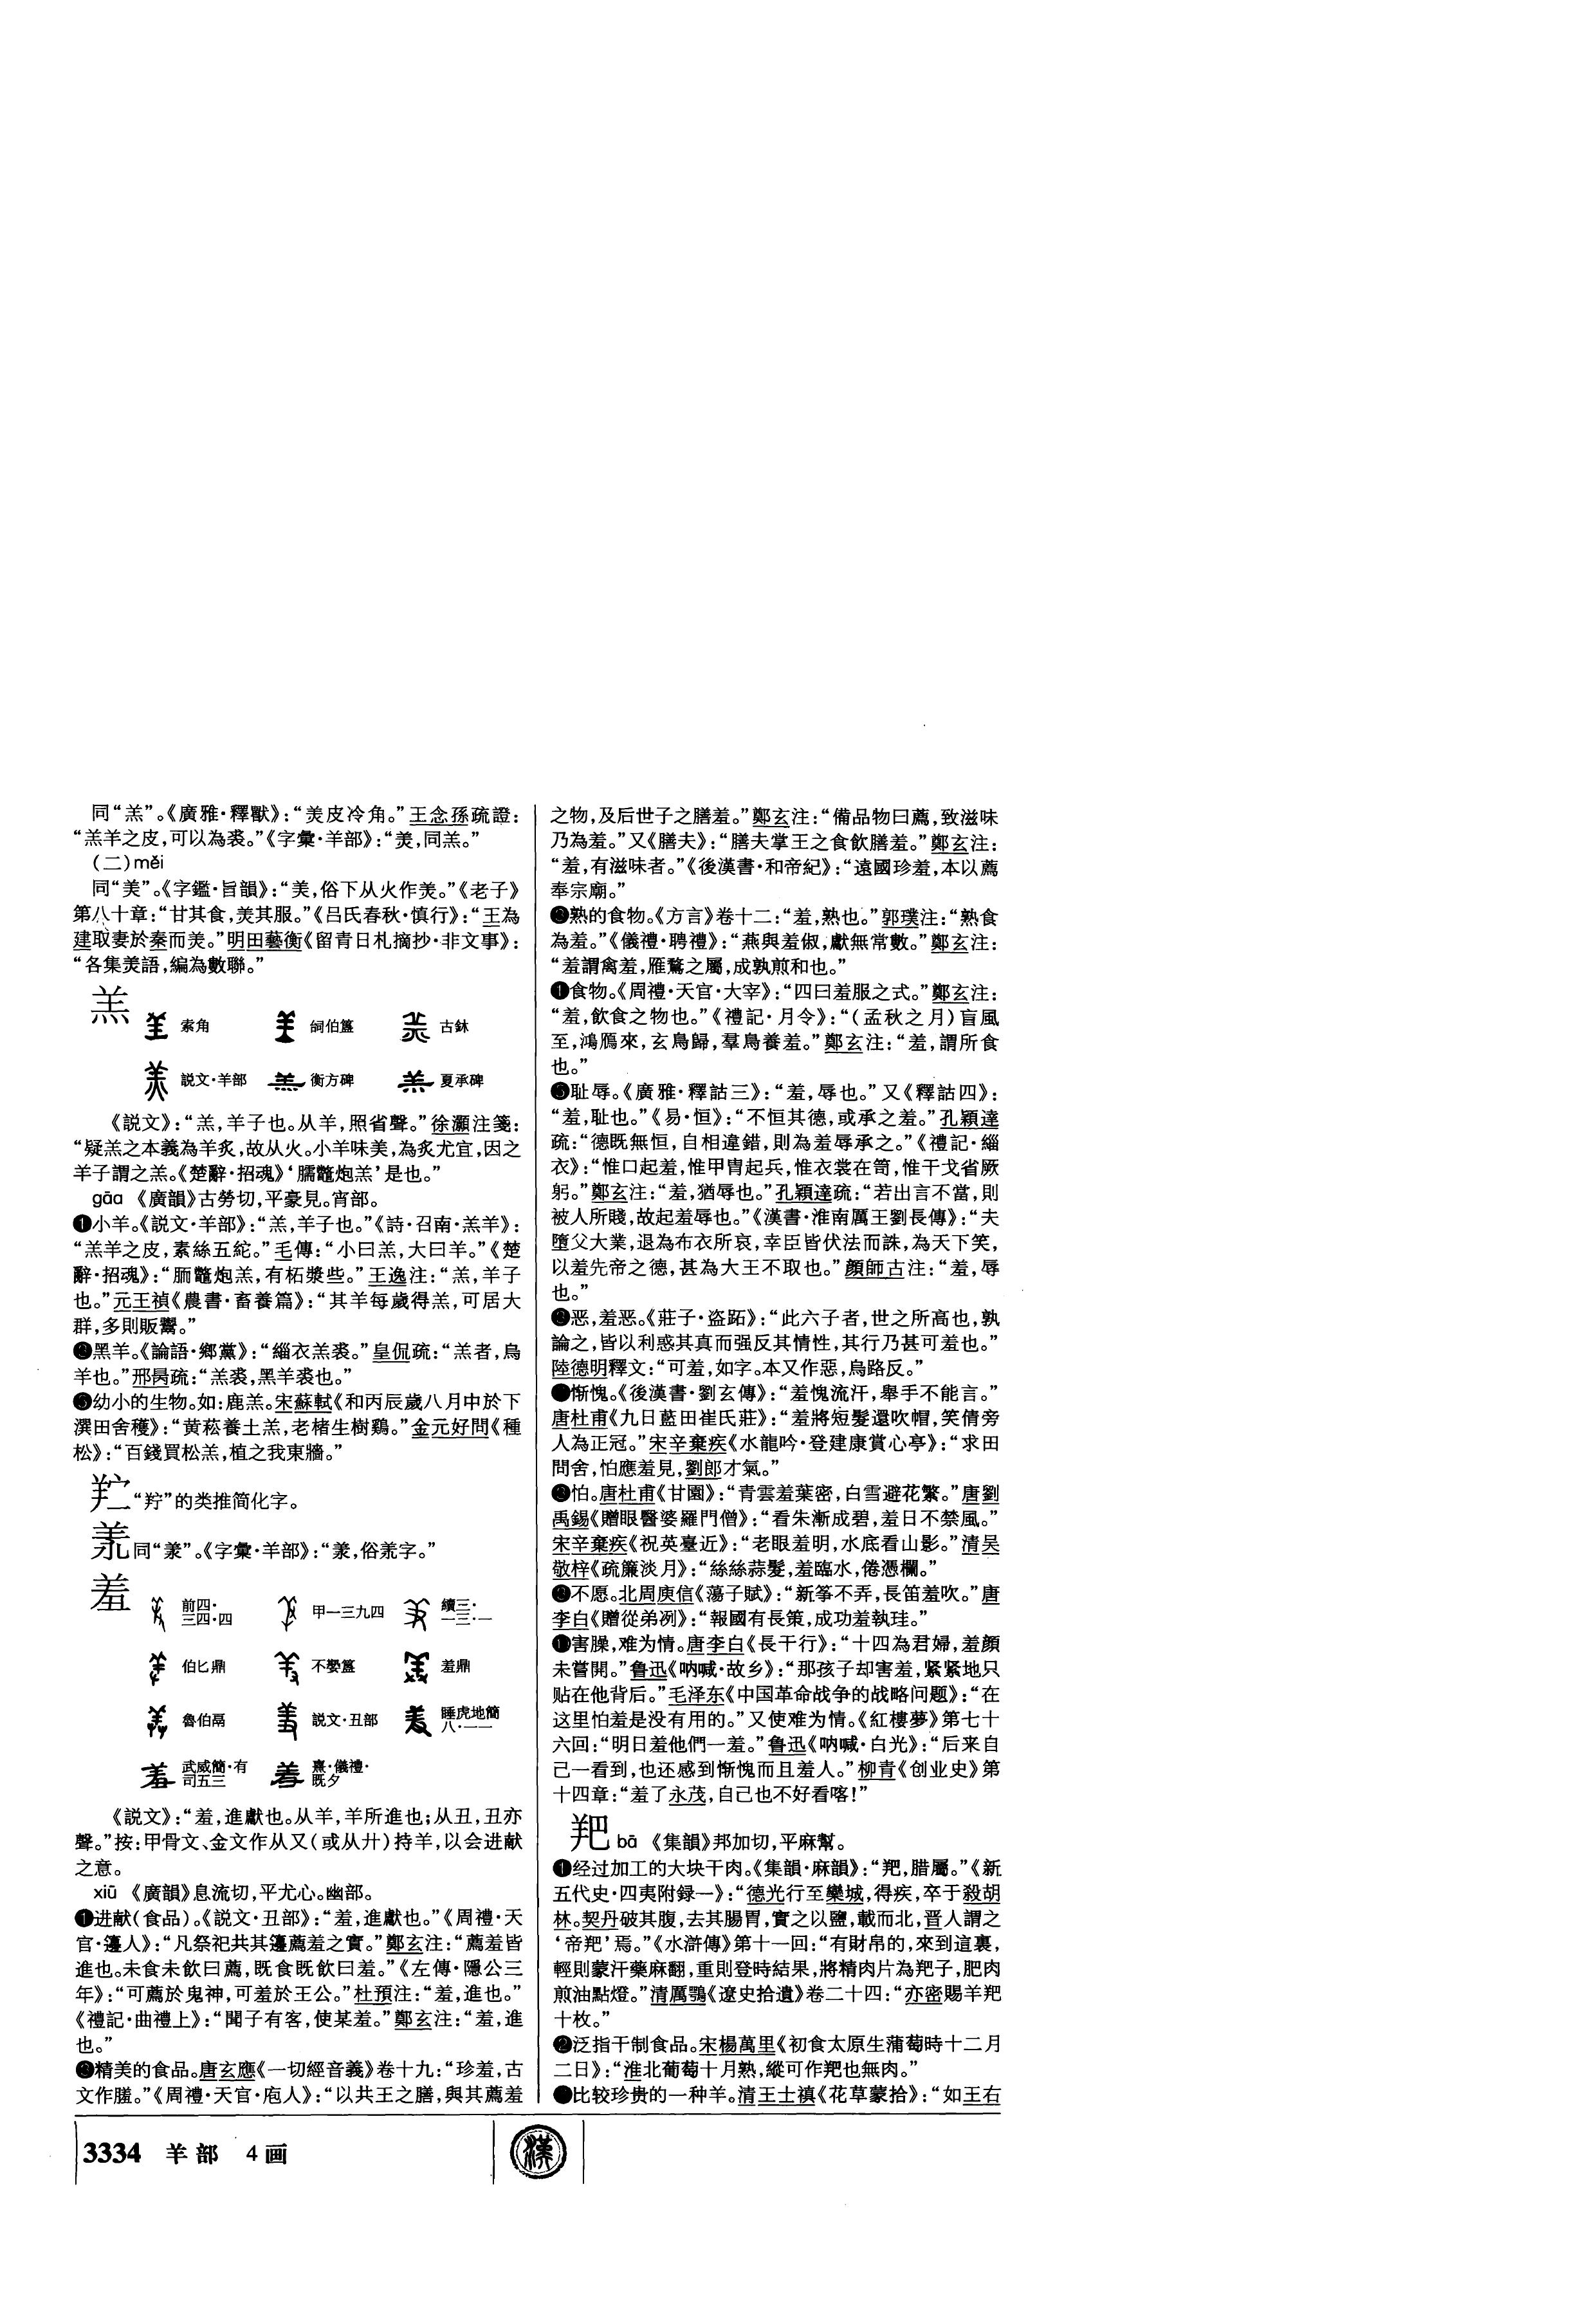 同“羔”。《廣雅·釋獸》：“羙皮冷角。”王念孫疏證：
“羔羊之皮，可以為裘。”《字彙·羊部》：“羙，同羔。”
（二）měi
同“美”。《字鑑·旨韻》：“美，俗下从火作羙。”《老子》
第八十章：“甘其食，羙其服。”《吕氏春秋·慎行》：“王為
建取妻於秦而羙。”明田藝衡《留青日札摘抄·非文事》：
“各集羙語，編為數聯。”
羔
索角 伺伯簋 古鉢
説文·羊部 衡方碑 夏承碑
《説文》：“羔，羊子也。从羊，照省聲。”徐灝注箋：
“疑羔之本義為羊炙，故从火。小羊味美，為炙尤宜，因之
羊子謂之羔。《楚辭·招魂》‘臑鼈炮羔’是也。”
gāo 《廣韻》古勞切，平豪見。宵部。
❶小羊。《説文·羊部》：“羔，羊子也。”《詩·召南·羔羊》：
“羔羊之皮，素絲五紽。”毛傳：“小曰羔，大曰羊。”《楚
辭·招魂》：“胹鼈炮羔，有柘漿些。”王逸注：“羔，羊子
也。”元王禎《農書·畜養篇》：“其羊每歲得羔，可居大
群，多則販鬻。”
❷黑羊。《論語·鄉黨》：“緇衣羔裘。”皇侃疏：“羔者，烏
羊也。”邢昺疏：“羔裘，黑羊裘也。”
❸幼小的生物。如：鹿羔。宋蘇軾《和丙辰歲八月中於下
潠田舍穫》：“黄菘養土羔，老楮生樹鷄。”金元好問《種
松》：“百錢買松羔，植之我東牆。”
𦍛“羜”的类推简化字。
羗同“羕”。《字彙·羊部》：“羕，俗羗字。”
羞
前四·三四·四 甲一三九四 續三·一三·一
伯匕鼎 不𡢁簋 羞鼎
魯伯鬲 説文·丑部 睡虎地簡八·一一
武威簡·有司五三 熹·儀禮·既夕
《説文》：“羞，進獻也。从羊，羊所進也；从丑，丑亦
聲。”按：甲骨文、金文作从又（或从廾）持羊，以会进献
之意。
xiū 《廣韻》息流切，平尤心。幽部。
❶进献（食品）。《説文·丑部》：“羞，進獻也。”《周禮·天
官·籩人》：“凡祭祀共其籩薦羞之實。”鄭玄注：“薦羞皆
進也。未食未飲曰薦，既食既飲曰羞。”《左傳·隱公三
年》：“可薦於鬼神，可羞於王公。”杜預注：“羞，進也。”
《禮記·曲禮上》：“聞子有客，使某羞。”鄭玄注：“羞，進
也。”
❷精美的食品。唐玄應《一切經音義》卷十九：“珍羞，古
文作䐧。”《周禮·天官·庖人》：“以共王之膳，與其薦羞
之物，及后世子之膳羞。”鄭玄注：“備品物曰薦，致滋味
乃為羞。”又《膳夫》：“膳夫掌王之食飲膳羞。”鄭玄注：
“羞，有滋味者。”《後漢書·和帝紀》：“遠國珍羞，本以薦
奉宗廟。”
❸熟的食物。《方言》卷十二：“羞，熟也。”郭璞注：“熟食
為羞。”《儀禮·聘禮》：“燕與羞俶，獻無常數。”鄭玄注：
“羞謂禽羞，雁鶩之屬，成孰煎和也。”
❹食物。《周禮·天官·大宰》：“四曰羞服之式。”鄭玄注：
“羞，飲食之物也。”《禮記·月令》：“（孟秋之月）盲風
至，鴻鴈來，玄鳥歸，羣鳥養羞。”鄭玄注：“羞，謂所食
也。”
❺耻辱。《廣雅·釋詁三》：“羞，辱也。”又《釋詁四》：
“羞，耻也。”《易·恒》：“不恒其德，或承之羞。”孔穎達
疏：“德既無恒，自相違錯，則為羞辱承之。”《禮記·緇
衣》：“惟口起羞，惟甲冑起兵，惟衣裳在笥，惟干戈省厥
躬。”鄭玄注：“羞，猶辱也。”孔穎達疏：“若出言不當，則
被人所賤，故起羞辱也。”《漢書·淮南厲王劉長傳》：“夫
墮父大業，退為布衣所哀，幸臣皆伏法而誅，為天下笑，
以羞先帝之德，甚為大王不取也。”顔師古注：“羞，辱
也。”
❻恶，羞恶。《莊子·盗跖》：“此六子者，世之所高也，孰
論之，皆以利惑其真而强反其情性，其行乃甚可羞也。”
陸德明釋文：“可羞，如字。本又作惡，烏路反。”
❼惭愧。《後漢書·劉玄傳》：“羞愧流汗，舉手不能言。”
唐杜甫《九日藍田崔氏莊》：“羞將短髮還吹帽，笑倩旁
人為正冠。”宋辛棄疾《水龍吟·登建康賞心亭》：“求田
問舍，怕應羞見，劉郎才氣。”
❽怕。唐杜甫《甘園》：“青雲羞葉密，白雪避花繁。”唐劉
禹錫《贈眼醫婆羅門僧》：“看朱漸成碧，羞日不禁風。”
宋辛棄疾《祝英臺近》：“老眼羞明，水底看山影。”清吴
敬梓《疏簾淡月》：“絲絲蒜髮，羞臨水，倦憑欄。”
❾不愿。北周庾信《蕩子賦》：“新筝不弄，長笛羞吹。”唐
李白《贈從弟冽》：“報國有長策，成功羞執珪。”
❿害臊，难为情。唐李白《長干行》：“十四為君婦，羞顔
未嘗開。”鲁迅《呐喊·故乡》：“那孩子却害羞，紧紧地只
贴在他背后。”毛泽东《中国革命战争的战略问题》：“在
这里怕羞是没有用的。”又使难为情。《紅樓夢》第七十
六回：“明日羞他們一羞。”鲁迅《呐喊·白光》：“后来自
己一看到，也还感到惭愧而且羞人。”柳青《创业史》第
十四章：“羞了永茂，自己也不好看喀！”
羓 bā 《集韻》邦加切，平麻幫。
❶经过加工的大块干肉。《集韻·麻韻》：“羓，腊屬。”《新
五代史·四夷附録一》：“德光行至欒城，得疾，卒于殺胡
林。契丹破其腹，去其腸胃，實之以鹽，載而北，晋人謂之
‘帝羓’焉。”《水滸傳》第十一回：“有財帛的，來到這裏，
輕則蒙汗藥麻翻，重則登時結果，將精肉片為羓子，肥肉
煎油點燈。”清厲鶚《遼史拾遺》卷二十四：“亦密賜羊羓
十枚。”
❷泛指干制食品。宋楊萬里《初食太原生蒲萄時十二月
二日》：“淮北葡萄十月熟，縱可作羓也無肉。”
❸比较珍贵的一种羊。清王士禛《花草蒙拾》：“如王右
3334 羊部 4画
漢